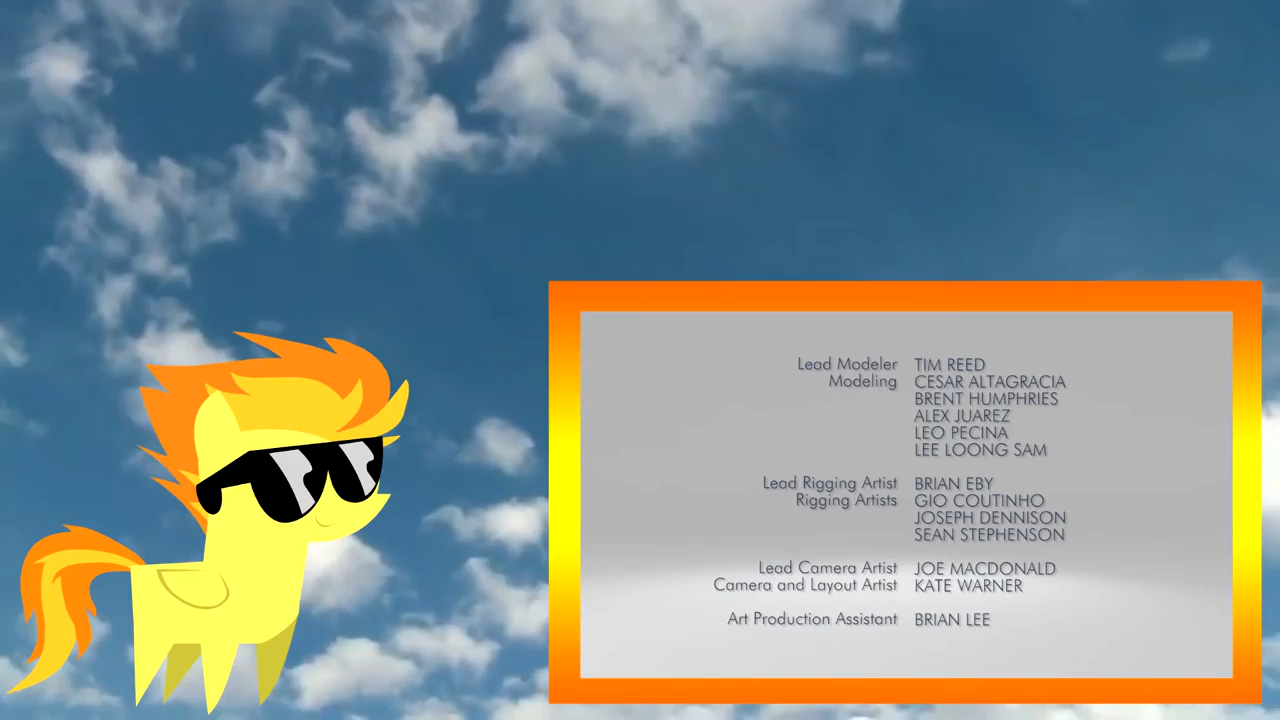 Lead Modeler TIM REED
Modeling CESAR ALTAGRACIA
BRENT HUMPHRIES
ALEX JUAREZ
LEO PECINA
LEE LOONG SAM
Lead Rigging Artist BRIAN EBY
Rigging Artists GIO COUTINHO
JOSEPH DENNISON
SEAN STEPHENSON
Lead Camera Artist JOE MACDONALD
Camera and Layout Artist KATE WARNER
Art Production Assistant BRIAN LEE